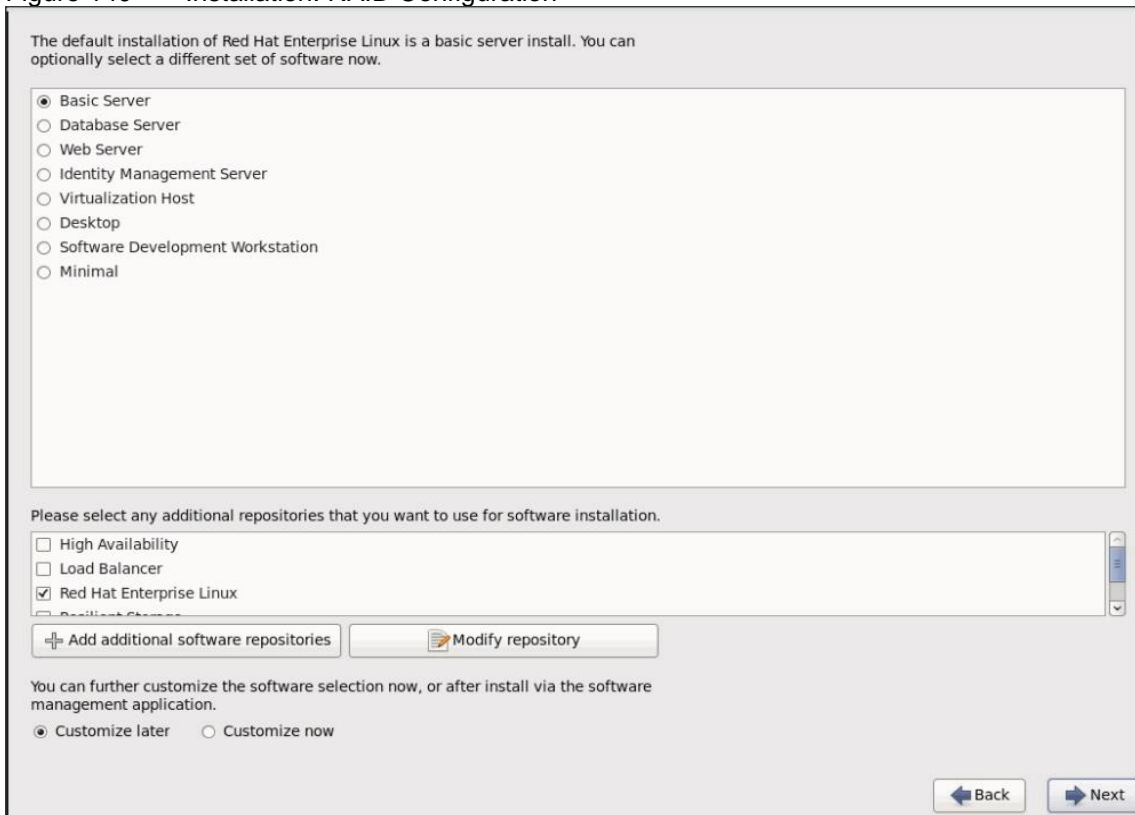 The default installation of Red Hat Enterprise Linux is a basic server install. You can
optionally select a different set of software now.
Basic Server
Database Server
Web Server
Identity Management Server
Virtualization Host
Desktop
Software Development Workstation
Minimal
Please select any additional repositories that you want to use for software installation.
High Availability
Load Balancer
Red Hat Enterprise Linux
Add additional software repositories
Modify repository
You can further customize the software selection now, or after install via the software
management application.
Customize later
Customize now
Back
Next